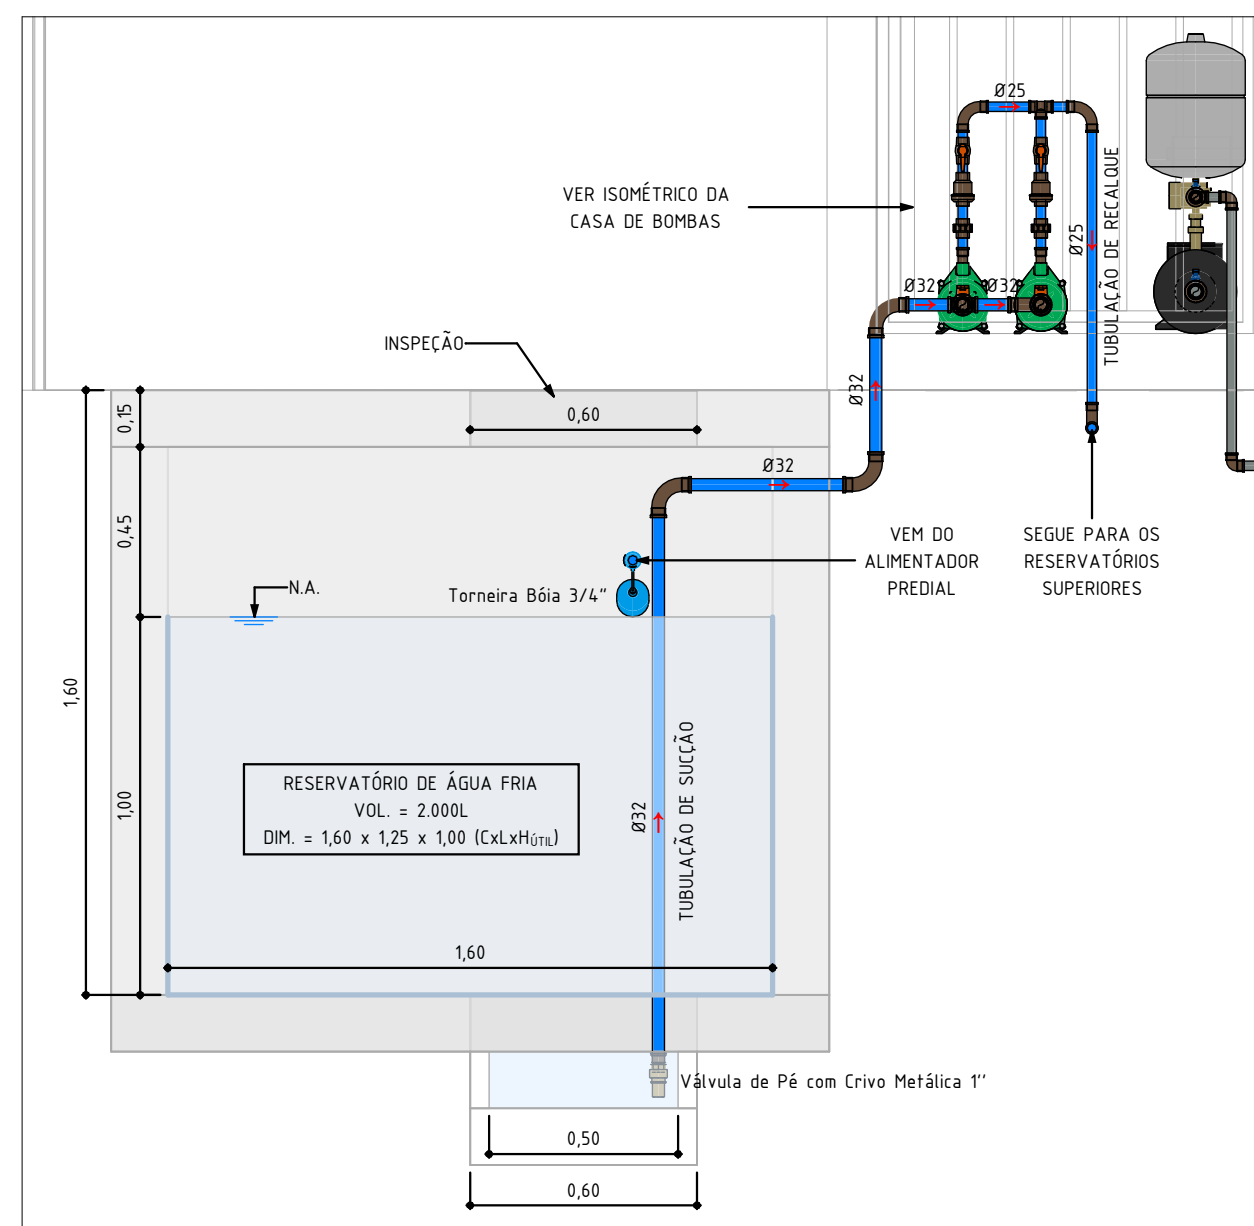 Ø25
VER ISOMÉTRICO DA
CASA DE BOMBAS
Ø25
TUBULAÇÃO DE RECALQUE
Ø32
Ø32
INSPEÇÃO
Ø32
0,15
0,60
Ø32
0,45
VEM DO
ALIMENTADOR
PREDIAL
SEGUE PARA OS
RESERVATÓRIOS
SUPERIORES
N.A.
Torneira Bóia 3/4"
1,60
1,00
RESERVATÓRIO DE ÁGUA FRIA
VOL. = 2.000L
DIM. = 1,60 x 1,25 x 1,00 (CxLxHÚTIL)
Ø32
TUBULAÇÃO DE SUCÇÃO
1,60
Válvula de Pé com Crivo Metálica 1''
0,50
0,60